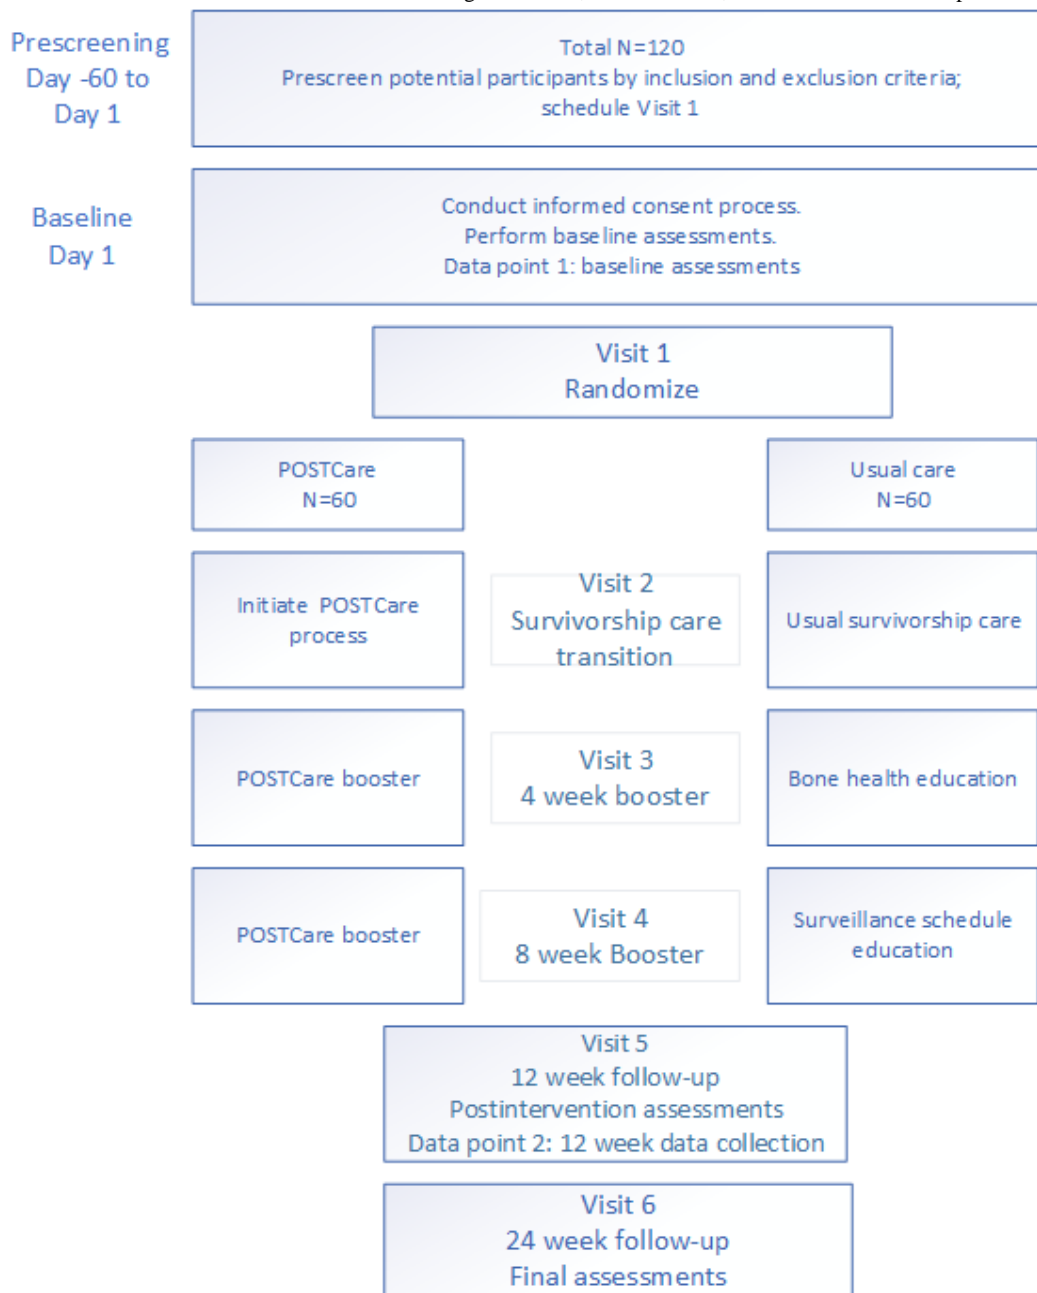 Prescreening
Day -60 to
Day 1
Total N=120
Prescreen potential participants by inclusion and exclusion criteria;
schedule Visit 1
Baseline
Day 1
Conduct informed consent process.
Perform baseline assessments.
Data point 1: baseline assessments
Visit 1
Randomize
POSTCare
N=60
Usual care
N=60
Initiate POSTCare
process
Visit 2
Survivorship care
transition
Usual survivorship care
POSTCare booster
Visit 3
4 week booster
Bone health education
POSTCare booster
Visit 4
8 week Booster
Surveillance schedule
education
Visit 5
12 week follow-up
Postintervention assessments
Data point 2: 12 week data collection
Visit 6
24 week follow-up
Final assessments